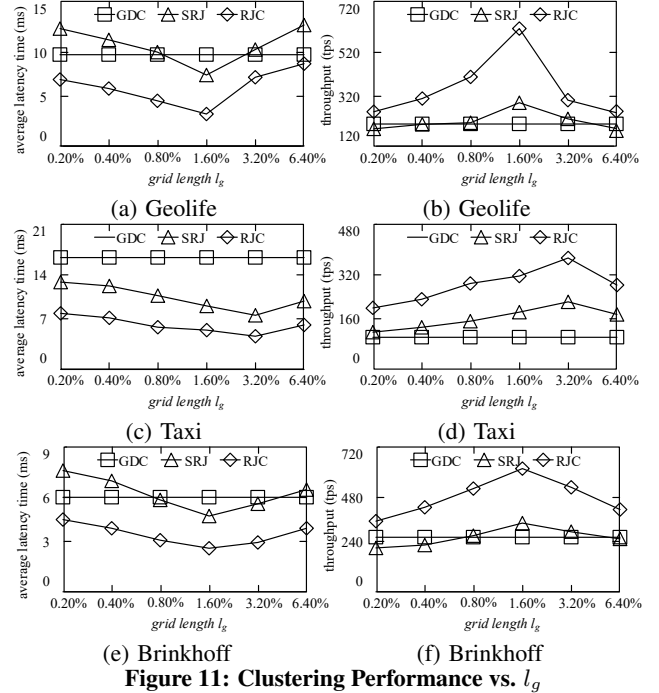 average latency time (ms)
15
10
5
0
GDC SRJ RJC
0.20% 0.40% 0.80% 1.60% 3.20% 6.40%
grid length lg
(a) Geolife
throughput (tps)
720
520
320
120
GDC SRJ RJC
0.20% 0.40% 0.80% 1.60% 3.20% 6.40%
grid length lg
(b) Geolife
average latency time (ms)
21
14
7
0
GDC SRJ RJC
0.20% 0.40% 0.80% 1.60% 3.20% 6.40%
grid length lg
(c) Taxi
throughput (tps)
480
320
160
0
GDC SRJ RJC
0.20% 0.40% 0.80% 1.60% 3.20% 6.40%
grid length lg
(d) Taxi
average latency time (ms)
9
6
3
0
GDC SRJ RJC
0.20% 0.40% 0.80% 1.60% 3.20% 6.40%
grid length lg
(e) Brinkhoff
throughput (tps)
720
480
240
0
GDC SRJ RJC
0.20% 0.40% 0.80% 1.60% 3.20% 6.40%
grid length lg
(f) Brinkhoff
Figure 11: Clustering Performance vs. lg